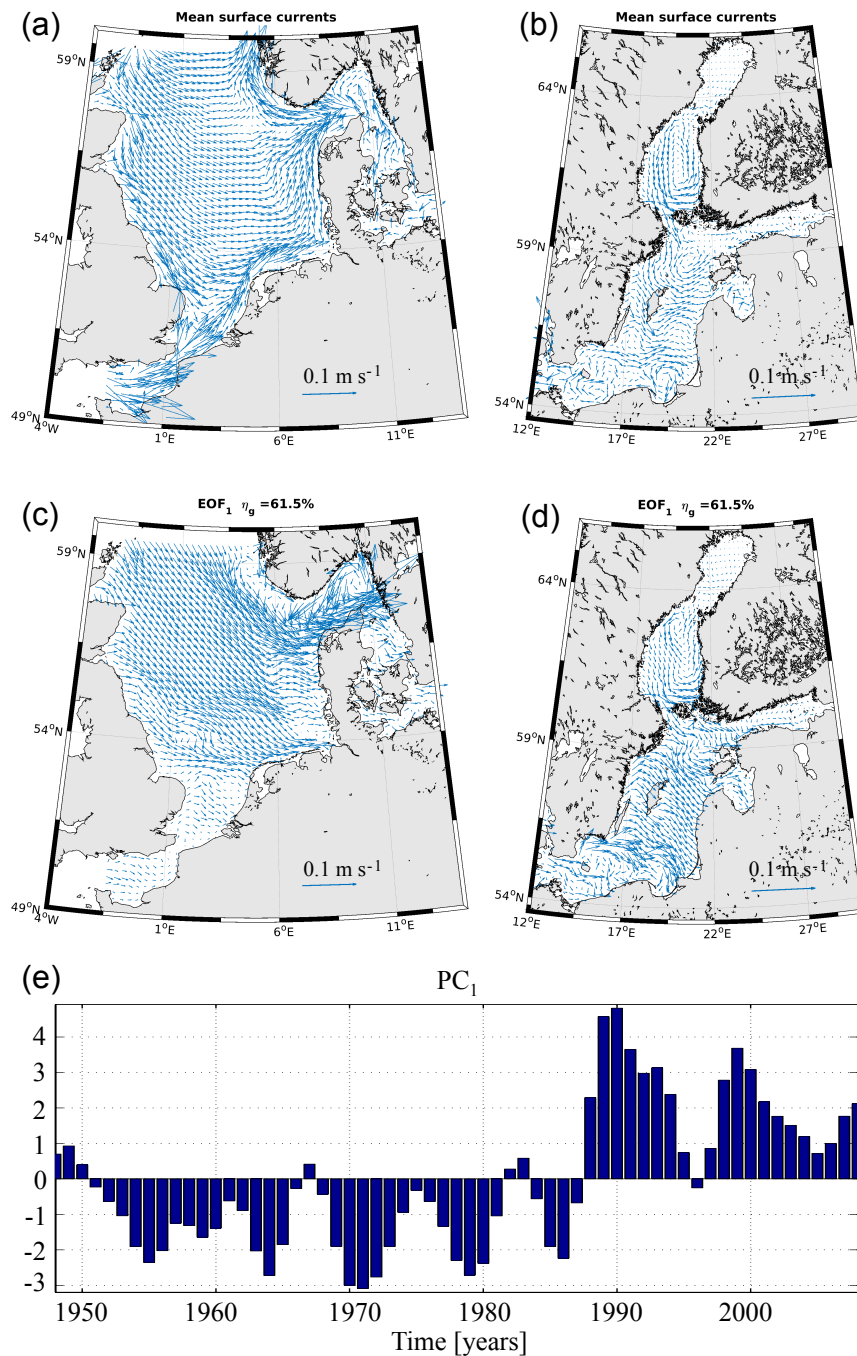 (a)
Mean surface currents
59°N
54°N
49°N
4°W
1°E
6°E
11°E
0.1 m s-1
(b)
Mean surface currents
64°N
59°N
54°N
12°E
17°E
22°E
27°E
0.1 m s-1
(c)
EOF1 ηg =61.5%
59°N
54°N
49°N
4°W
1°E
6°E
11°E
0.1 m s-1
(d)
EOF1 ηg =61.5%
64°N
59°N
54°N
12°E
17°E
22°E
27°E
0.1 m s-1
(e)
PC1
4
3
2
1
0
-1
-2
-3
1950
1960
1970
1980
1990
2000
Time [years]